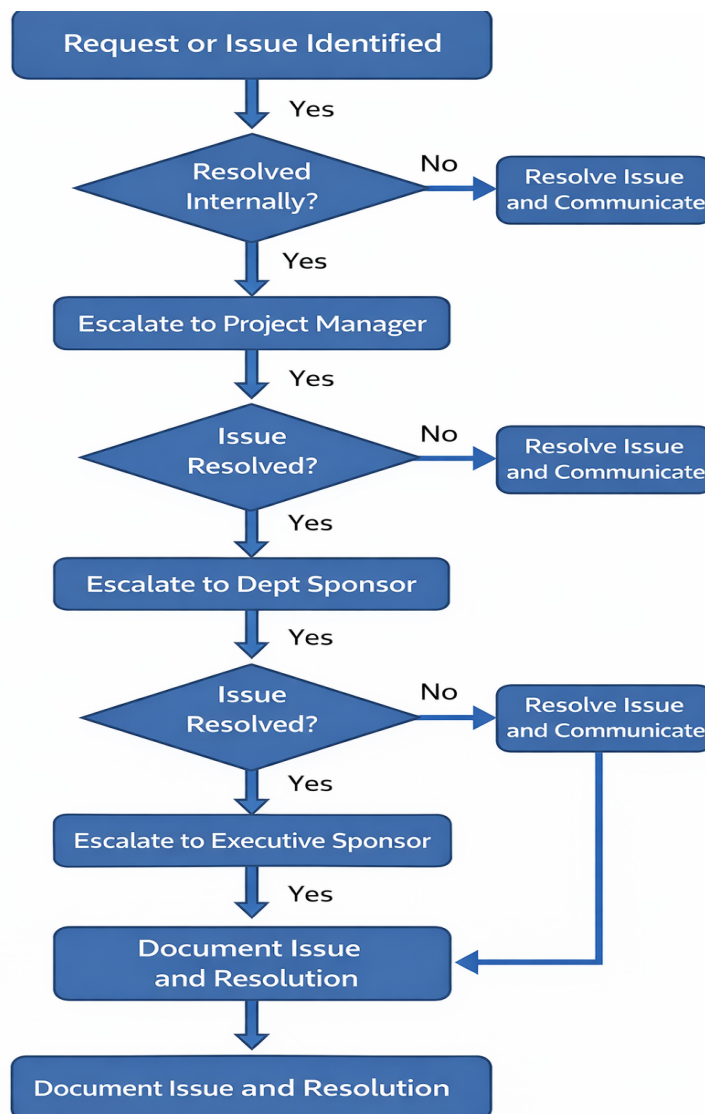 Request or Issue Identified
Yes
Resolved
Internally?
No
Resolve Issue
and Communicate
Yes
Escalate to Project Manager
Yes
Issue
Resolved?
No
Resolve Issue
and Communicate
Yes
Escalate to Dept Sponsor
Yes
Issue
Resolved?
No
Resolve Issue
and Communicate
Yes
Escalate to Executive Sponsor
Yes
Document Issue
and Resolution
Document Issue and Resolution